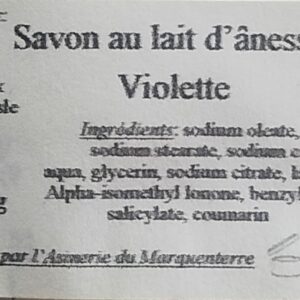 Savon au lait d'ânes
Violette
Ingrédients: sodium oleate,
sodium stearate, sodium c
aqua, glycerin, sodium citrate, l
Alpha-isomethyl Ionone, benzyl
salicylate, coumarin
par l'Asinerie du Marquenterre